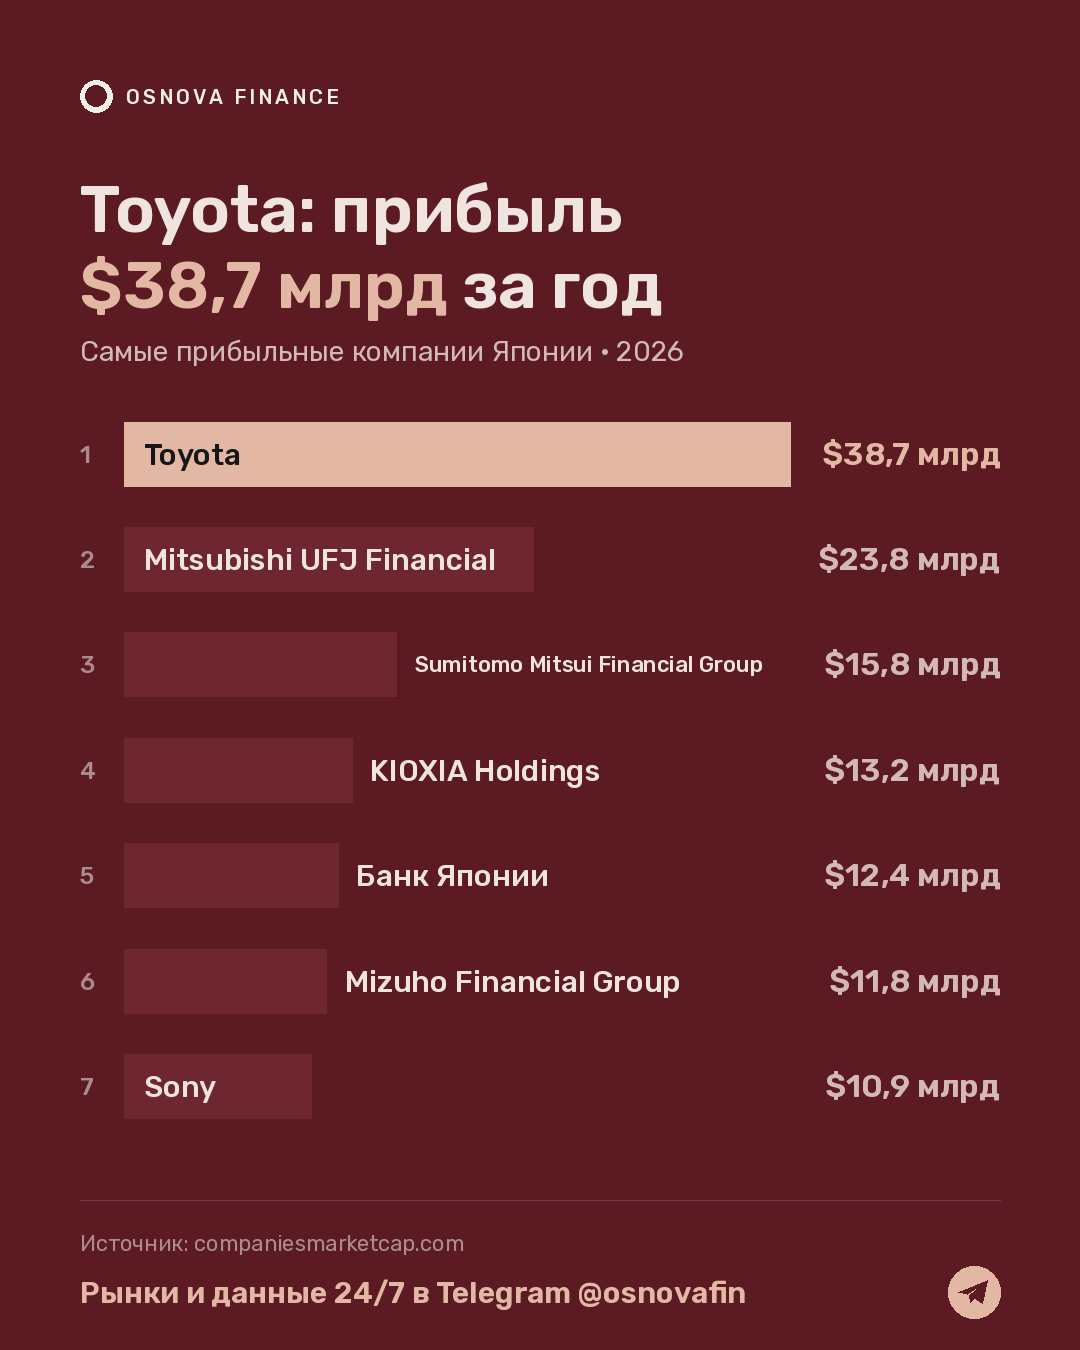 OSNOVA FINANCE
Toyota: прибыль
$38,7 млрд за год
Самые прибыльные компании Японии • 2026
1 Toyota $38,7 млрд
2 Mitsubishi UFJ Financial $23,8 млрд
3 Sumitomo Mitsui Financial Group $15,8 млрд
4 KIOXIA Holdings $13,2 млрд
5 Банк Японии $12,4 млрд
6 Mizuho Financial Group $11,8 млрд
7 Sony $10,9 млрд
Источник: companiesmarketcap.com
Рынки и данные 24/7 в Telegram @osnovafin